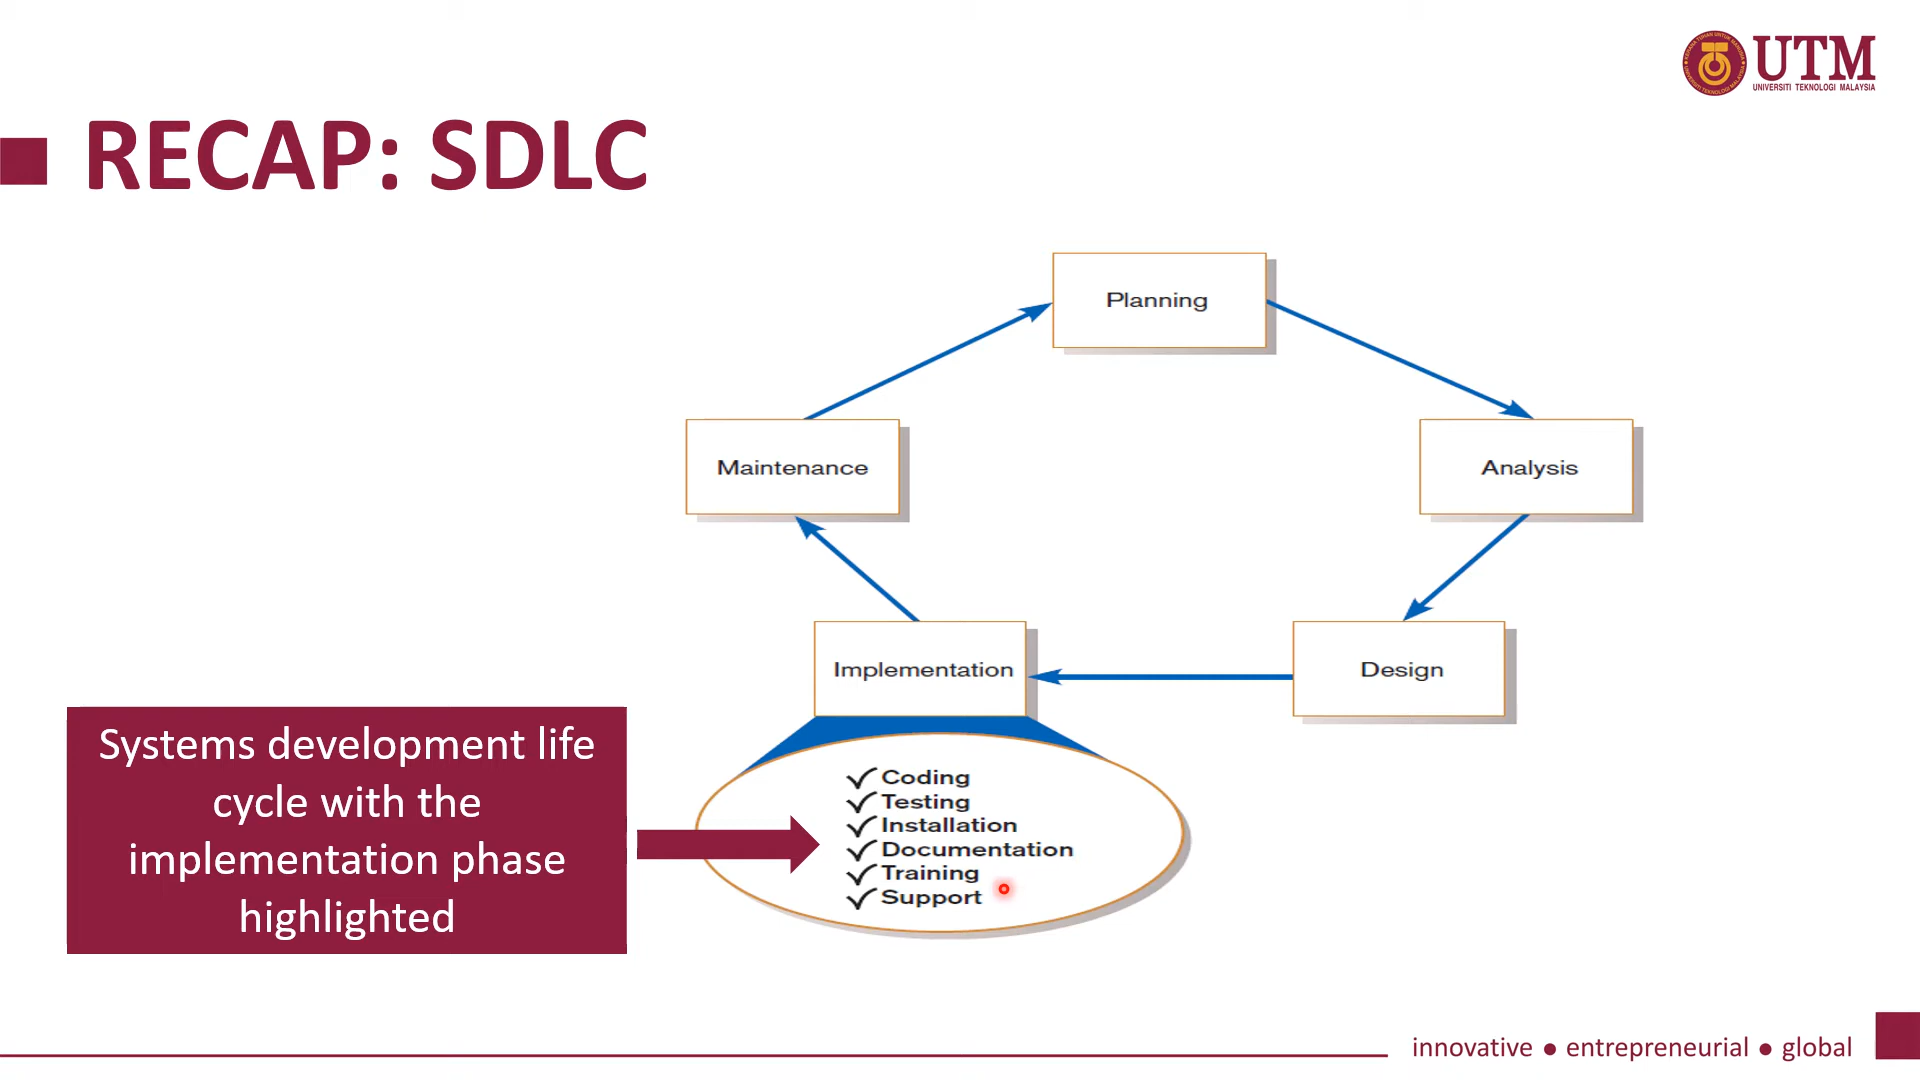 UTM
UNIVERSITI TEKNOLOGI MALAYSIA
RECAP: SDLC
Planning
Maintenance
Analysis
Implementation
Design
Systems development life
cycle with the
implementation phase
highlighted
Coding
Testing
Installation
Documentation
Training
Support
innovative ● entrepreneurial ● global